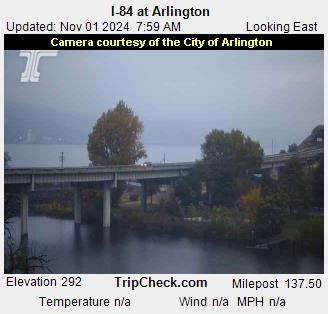 I-84 at Arlington
Updated: Nov 01 2024 7:59 AM Looking East
Camera courtesy of the City of Arlington
Elevation 292 TripCheck.com Milepost 137.50
Temperature n/a Wind n/a MPH n/a